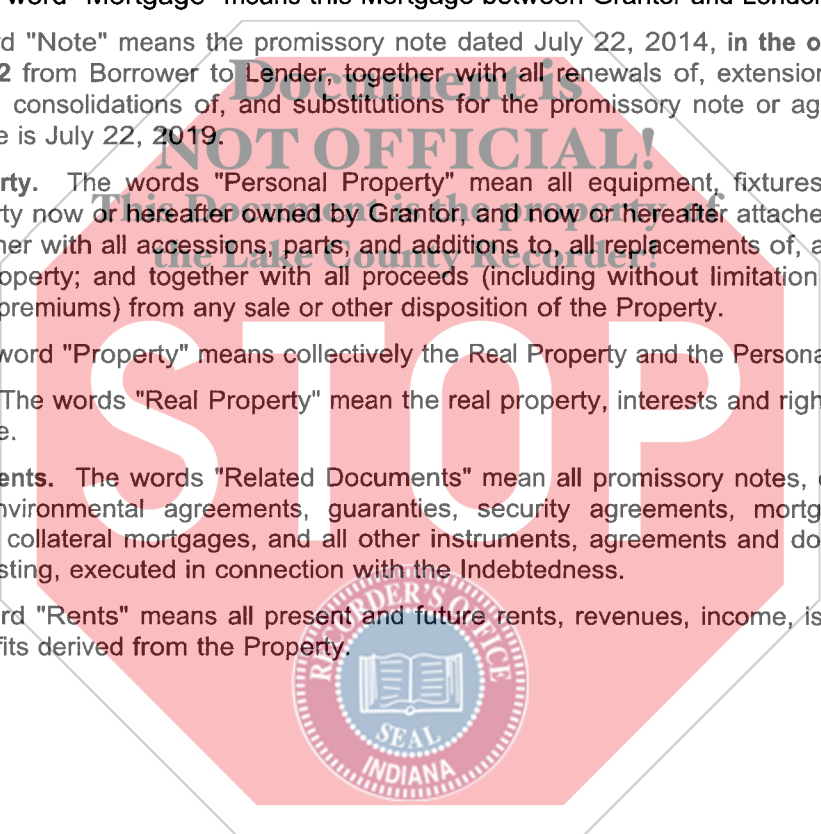 word "Mortgage" means this Mortgage between Grantor and Lender
rd "Note" means the promissory note dated July 22, 2014, in the o
2 from Borrower to Lender, together with all renewals of, extension
consolidations of, and substitutions for the promissory note or ag
e is July 22, 2019.
rty. The words "Personal Property" mean all equipment, fixtures
rty now or hereafter owned by Grantor, and now or hereafter attache
her with all accessions, parts, and additions to, all replacements of, a
operty; and together with all proceeds (including without limitation
premiums) from any sale or other disposition of the Property.
word "Property" means collectively the Real Property and the Persona
The words "Real Property" mean the real property, interests and righ
e.
ents. The words "Related Documents" mean all promissory notes, c
nvironmental agreements, guaranties, security agreements, mortg
collateral mortgages, and all other instruments, agreements and do
sting, executed in connection with the Indebtedness.
rd "Rents" means all present and future rents, revenues, income, is
fits derived from the Property.
Document is
NOT OFFICIAL!
This Document is the property of
the Lake County Recorder!
STOP
RECORDER'S OFFICE
SEAL
INDIANA